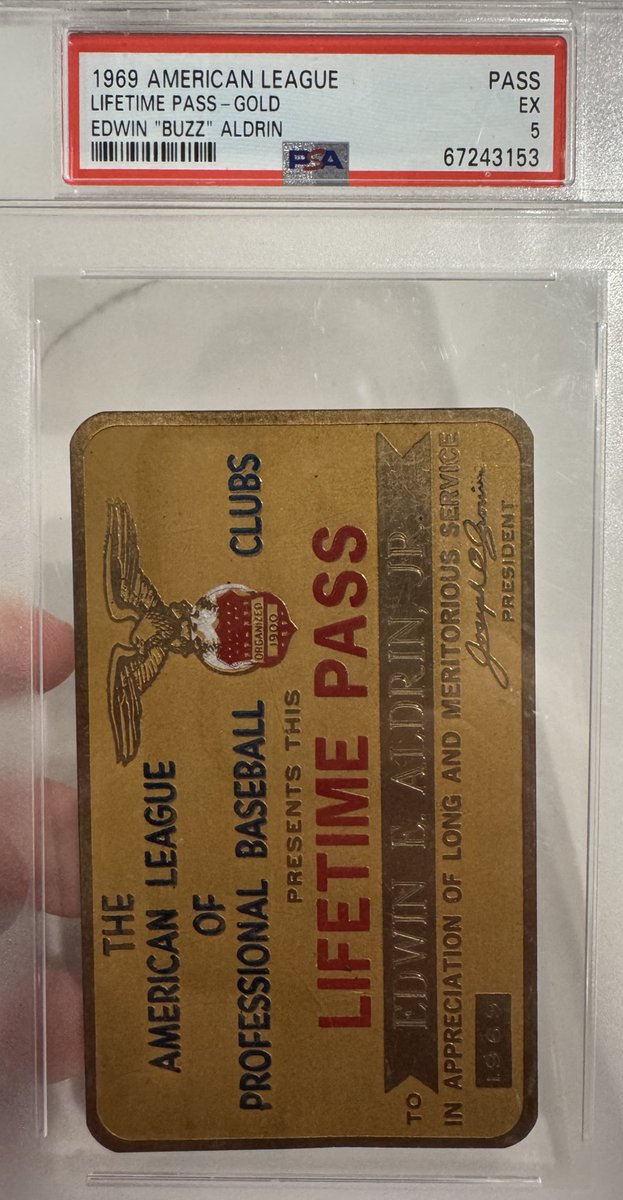 1969 AMERICAN LEAGUE PASS
LIFETIME PASS-GOLD EX
EDWIN "BUZZ" ALDRIN 5
PSA 67243153
THE
AMERICAN LEAGUE
OF
PROFESSIONAL BASEBALL CLUBS
ORGANIZED
1900
PRESENTS THIS
LIFETIME PASS
TO EDWIN E. ALDRIN, JR.
IN APPRECIATION OF LONG AND MERITORIOUS SERVICE
1969 Joseph E Cronin
PRESIDENT